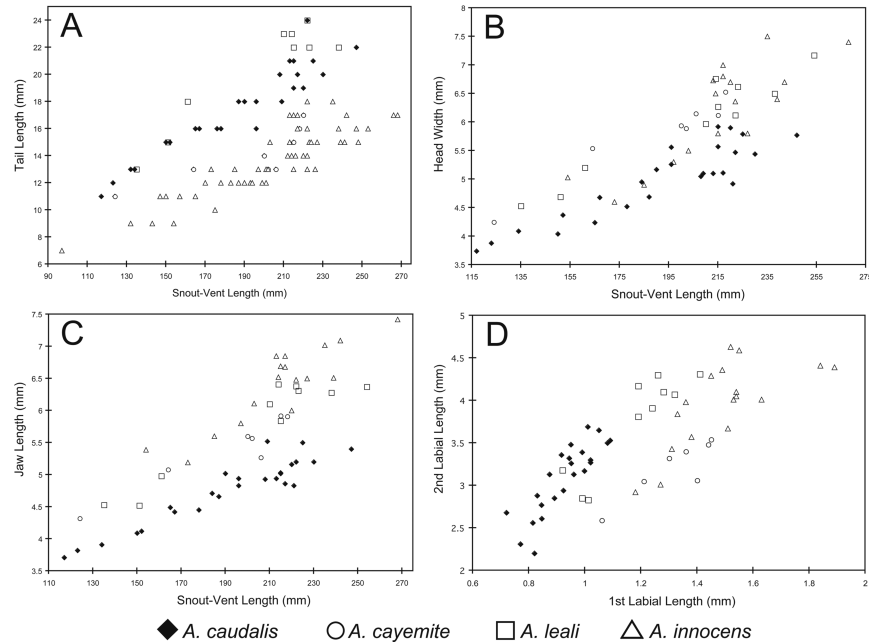 A
Tail Length (mm)
24
22
20
18
16
14
12
10
8
6
90 110 130 150 170 190 210 230 250 270
Snout-Vent Length (mm)
B
Head Width (mm)
8
7.5
7
6.5
6
5.5
5
4.5
4
3.5
115 135 155 175 195 215 235 255 275
Snout-Vent Length (mm)
C
Jaw Length (mm)
7.5
7
6.5
6
5.5
5
4.5
4
3.5
110 130 150 170 190 210 230 250 270
Snout-Vent Length (mm)
D
2nd Labial Length (mm)
5
4.5
4
3.5
3
2.5
2
0.6 0.8 1 1.2 1.4 1.6 1.8 2
1st Labial Length (mm)
A. caudalis A. cayemite A. leali A. innocens